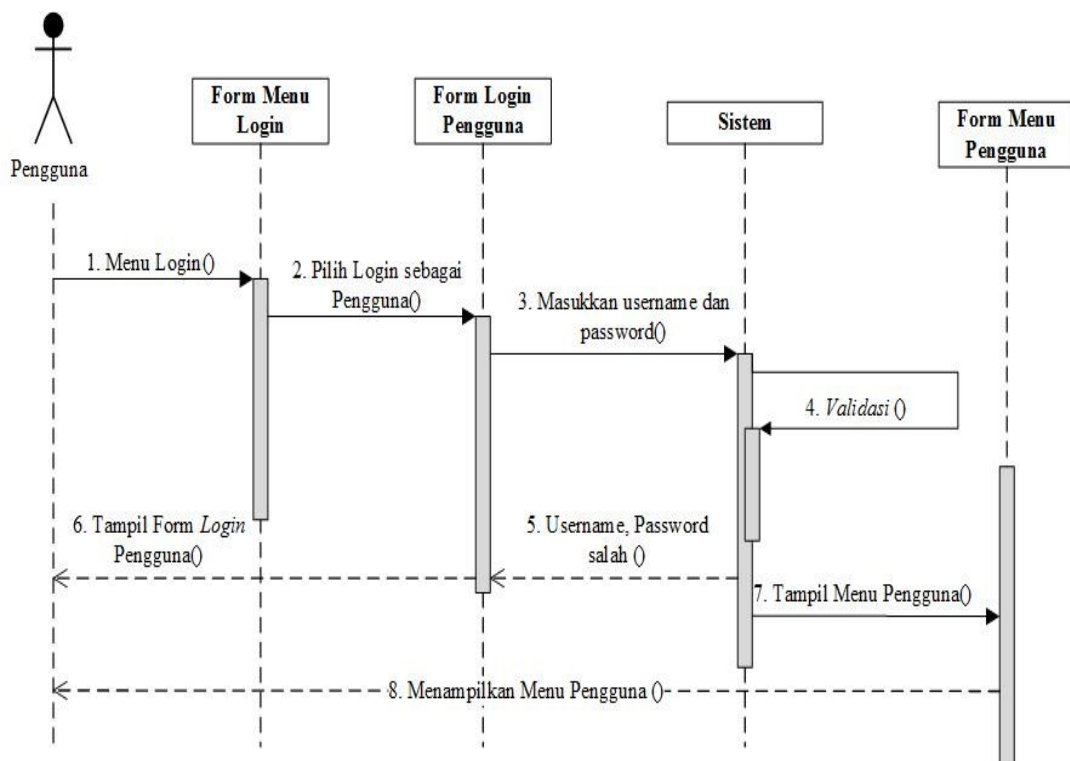 Pengguna
Form Menu
Login
Form Login
Pengguna
Sistem
Form Menu
Pengguna
1. Menu Login()
2. Pilih Login sebagai
Pengguna()
3. Masukkan username dan
password()
4. Validasi ()
5. Username, Password
salah ()
6. Tampil Form Login
Pengguna()
7. Tampil Menu Pengguna()
8. Menampilkan Menu Pengguna ()